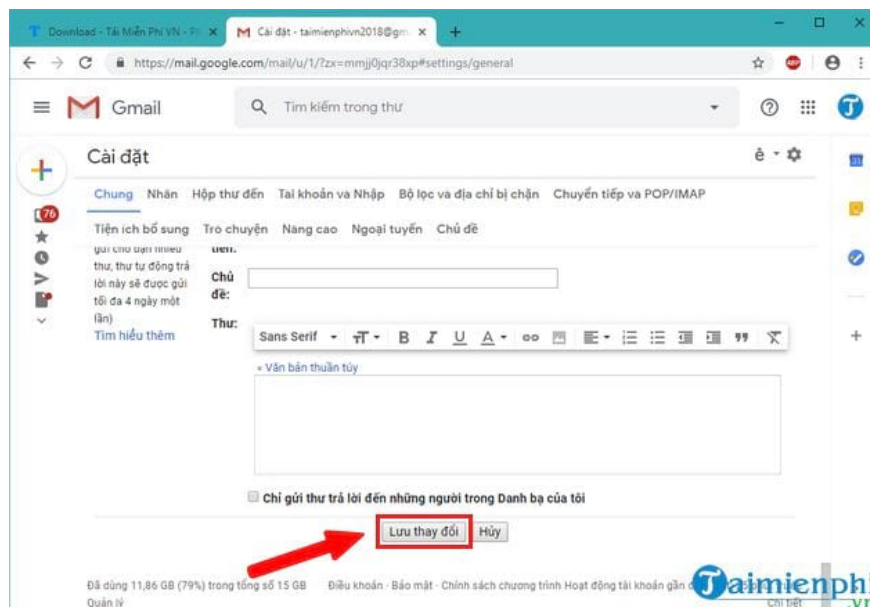 Download - Tải Miễn Phí VN - P
Cài đặt - taimienphivn2018@gm
https://mail.google.com/mail/u/1/?zx=mmjj0jqr38xp#settings/general
Gmail
Tìm kiếm trong thư
Cài đặt
Chung Nhãn Hộp thư đến Tài khoản và Nhập Bộ lọc và địa chỉ bị chặn Chuyển tiếp và POP/IMAP
Tiện ích bổ sung Trò chuyện Nâng cao Ngoại tuyến Chủ đề
76
gửi cho bạn nhiều
thư, thư tự động trả
lời này sẽ được gửi
tối đa 4 ngày một
lần)
Tìm hiểu thêm
tiên:
Chủ
đề:
Thư:
Sans Serif
« Văn bản thuần túy
Chỉ gửi thư trả lời đến những người trong Danh bạ của tôi
Lưu thay đổi Hủy
Đã dùng 11,86 GB (79%) trong tổng số 15 GB
Quản lý
Điều khoản · Bảo mật · Chính sách chương trình Hoạt động tài khoản gần
Chi tiết
Taimienphi
.vn